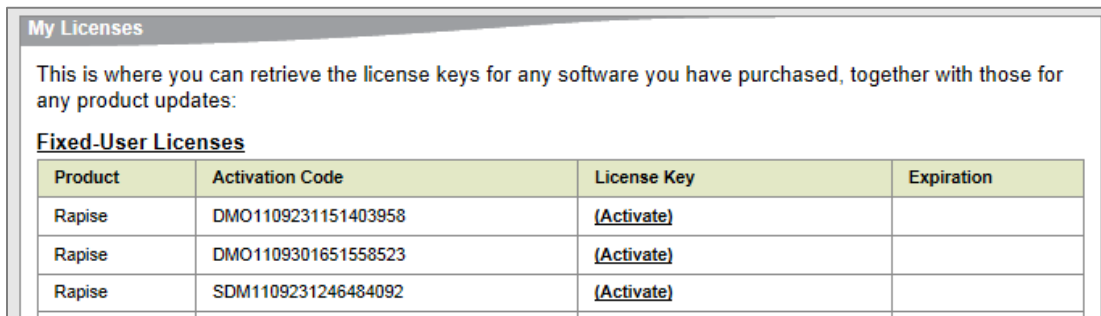 My Licenses
This is where you can retrieve the license keys for any software you have purchased, together with those for
any product updates:
Fixed-User Licenses
Product Activation Code License Key Expiration
Rapise DMO1109231151403958 (Activate)
Rapise DMO1109301651558523 (Activate)
Rapise SDM1109231246484092 (Activate)